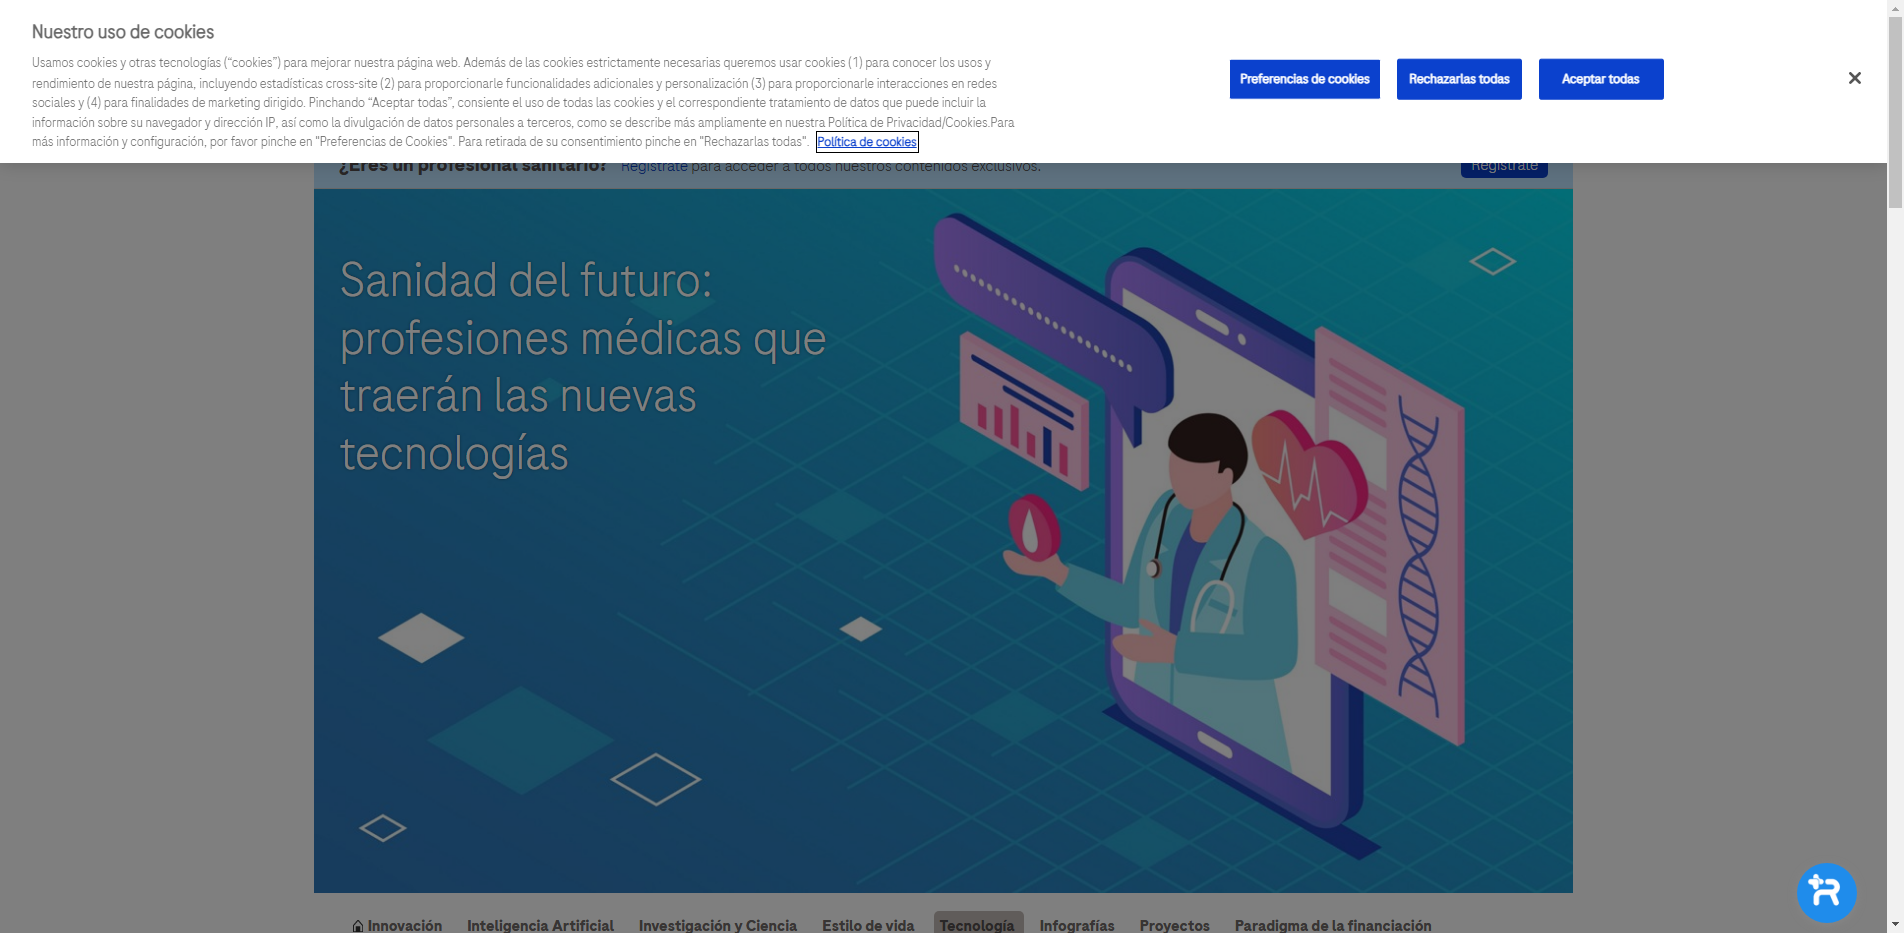 Nuestro uso de cookies
Usamos cookies y otras tecnologías (“cookies”) para mejorar nuestra página web. Además de las cookies estrictamente necesarias queremos usar cookies (1) para conocer los usos y
rendimiento de nuestra página, incluyendo estadísticas cross-site (2) para proporcionarle funcionalidades adicionales y personalización (3) para proporcionarle interacciones en redes
sociales y (4) para finalidades de marketing dirigido. Pinchando “Aceptar todas”, consiente el uso de todas las cookies y el correspondiente tratamiento de datos que puede incluir la
información sobre su navegador y dirección IP, así como la divulgación de datos personales a terceros, como se describe más ampliamente en nuestra Política de Privacidad/Cookies.Para
más información y configuración, por favor pinche en "Preferencias de Cookies". Para retirada de su consentimiento pinche en "Rechazarlas todas". Política de cookies
Preferencias de cookies
Rechazarlas todas
Aceptar todas
¿Eres un profesional sanitario? Regístrate para acceder a todos nuestros contenidos exclusivos.
Regístrate
Sanidad del futuro:
profesiones médicas que
traerán las nuevas
tecnologías
Innovación Inteligencia Artificial Investigación y Ciencia Estilo de vida Tecnología Infografías Proyectos Paradigma de la financiación